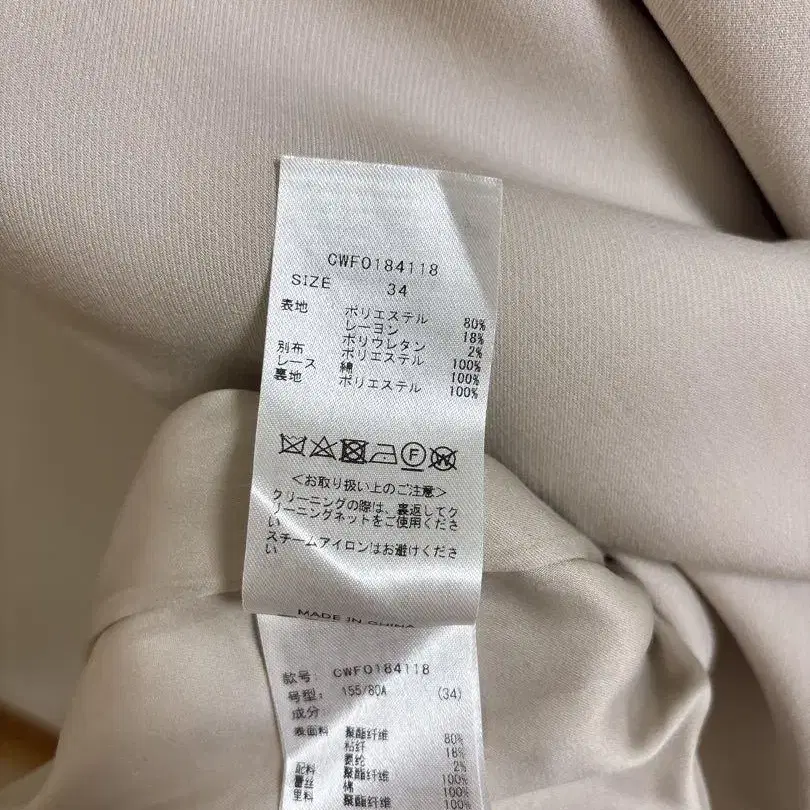 CWF0184118
SIZE 34
表地 ポリエステル 80%
レーヨン 18%
ポリウレタン 2%
別布 ポリエステル 100%
レース 綿 100%
裏地 ポリエステル 100%
F W
<お取り扱い上のご注意>
クリーニングの際は、裏返してク
リーニングネットをご使用くださ
い
スチームアイロンはお避けくださ
い
MADE IN CHINA
款号 CWF0184118
号型: 155/80A (34)
成分
表面料 聚酯纤维 80%
粘纤 18%
氨纶 2%
配料 聚酯纤维 100%
蕾丝 棉 100%
里料 聚酯纤维 100%